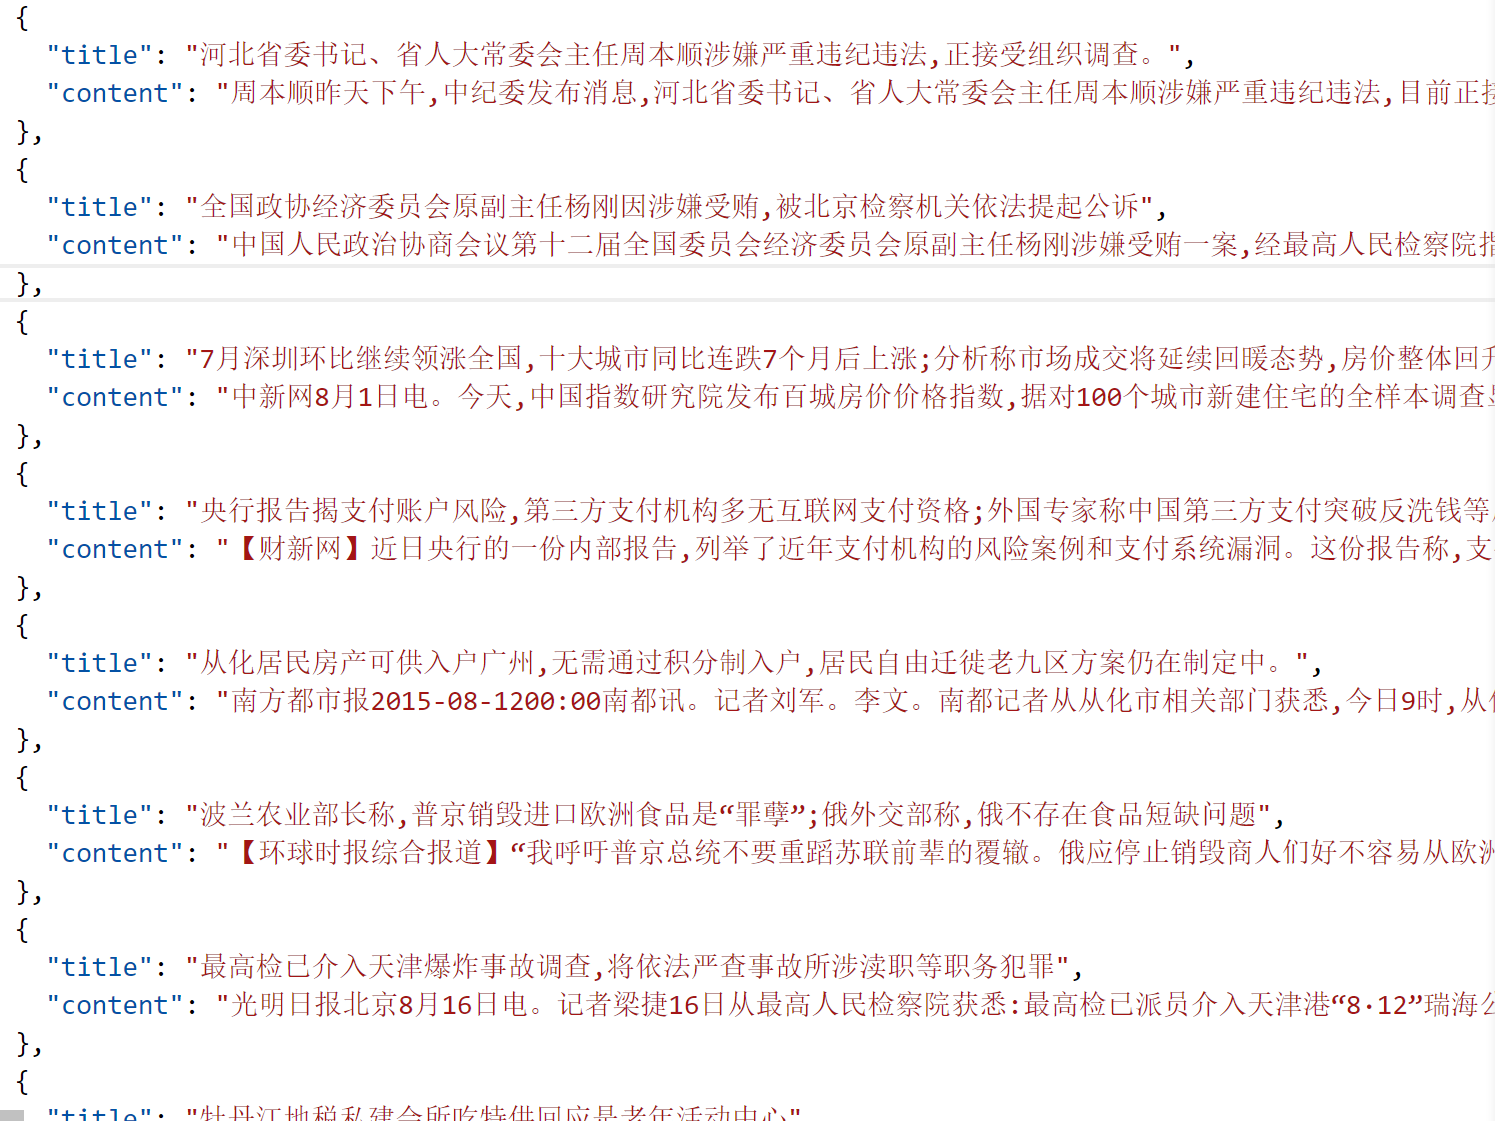 {
"title": "河北省委书记、省人大常委会主任周本顺涉嫌严重违纪违法,正接受组织调查。",
"content": "周本顺昨天下午,中纪委发布消息,河北省委书记、省人大常委会主任周本顺涉嫌严重违纪违法,目前正接
},
{
"title": "全国政协经济委员会原副主任杨刚因涉嫌受贿,被北京检察机关依法提起公诉",
"content": "中国人民政治协商会议第十二届全国委员会经济委员会原副主任杨刚涉嫌受贿一案,经最高人民检察院指
},
{
"title": "7月深圳环比继续领涨全国,十大城市同比连跌7个月后上涨;分析称市场成交将延续回暖态势,房价整体回升
"content": "中新网8月1日电。今天,中国指数研究院发布百城房价价格指数,据对100个城市新建住宅的全样本调查显
},
{
"title": "央行报告揭支付账户风险,第三方支付机构多无互联网支付资格;外国专家称中国第三方支付突破反洗钱等
"content": "【财新网】近日央行的一份内部报告,列举了近年支付机构的风险案例和支付系统漏洞。这份报告称,支
},
{
"title": "从化居民房产可供入户广州,无需通过积分制入户,居民自由迁徙老九区方案仍在制定中。",
"content": "南方都市报2015-08-1200:00南都讯。记者刘军。李文。南都记者从从化市相关部门获悉,今日9时,从
},
{
"title": "波兰农业部长称,普京销毁进口欧洲食品是“罪孽”;俄外交部称,俄不存在食品短缺问题",
"content": "【环球时报综合报道】“我呼吁普京总统不要重蹈苏联前辈的覆辙。俄应停止销毁商人们好不容易从欧洲
},
{
"title": "最高检已介入天津爆炸事故调查,将依法严查事故所涉渎职等职务犯罪",
"content": "光明日报北京8月16日电。记者梁捷16日从最高人民检察院获悉:最高检已派员介入天津港“8·12”瑞海公
},
{
"title": "牡丹江地税私建会所吃特供回应是老年活动中心"